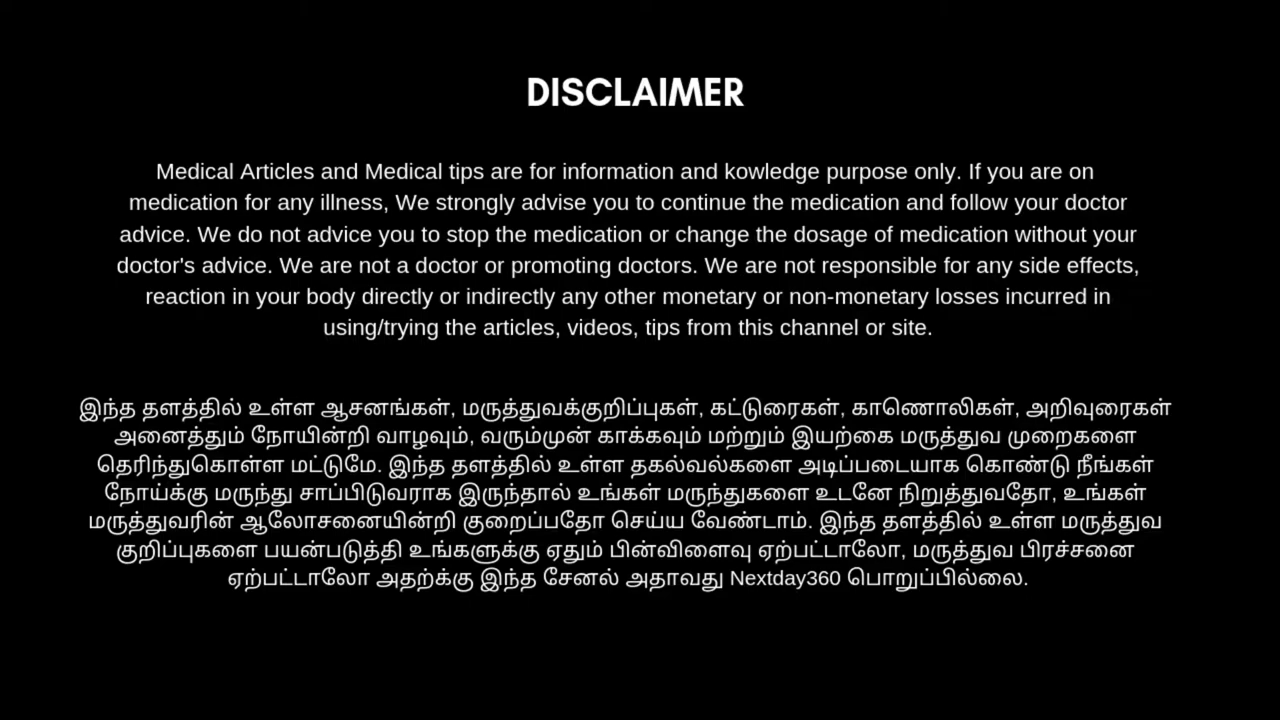 DISCLAIMER
Medical Articles and Medical tips are for information and kowledge purpose only. If you are on
medication for any illness, We strongly advise you to continue the medication and follow your doctor
advice. We do not advice you to stop the medication or change the dosage of medication without your
doctor's advice. We are not a doctor or promoting doctors. We are not responsible for any side effects,
reaction in your body directly or indirectly any other monetary or non-monetary losses incurred in
using/trying the articles, videos, tips from this channel or site.
இந்த தளத்தில் உள்ள ஆசனங்கள், மருத்துவக்குறிப்புகள், கட்டுரைகள், காணொலிகள், அறிவுரைகள்
அனைத்தும் நோயின்றி வாழவும், வரும்முன் காக்கவும் மற்றும் இயற்கை மருத்துவ முறைகளை
தெரிந்துகொள்ள மட்டுமே. இந்த தளத்தில் உள்ள தகல்வல்களை அடிப்படையாக கொண்டு நீங்கள்
நோய்க்கு மருந்து சாப்பிடுவராக இருந்தால் உங்கள் மருந்துகளை உடனே நிறுத்துவதோ, உங்கள்
மருத்துவரின் ஆலோசனையின்றி குறைப்பதோ செய்ய வேண்டாம். இந்த தளத்தில் உள்ள மருத்துவ
குறிப்புகளை பயன்படுத்தி உங்களுக்கு ஏதும் பின்விளைவு ஏற்பட்டாலோ, மருத்துவ பிரச்சனை
ஏற்பட்டாலோ அதற்க்கு இந்த சேனல் அதாவது Nextday360 பொறுப்பில்லை.